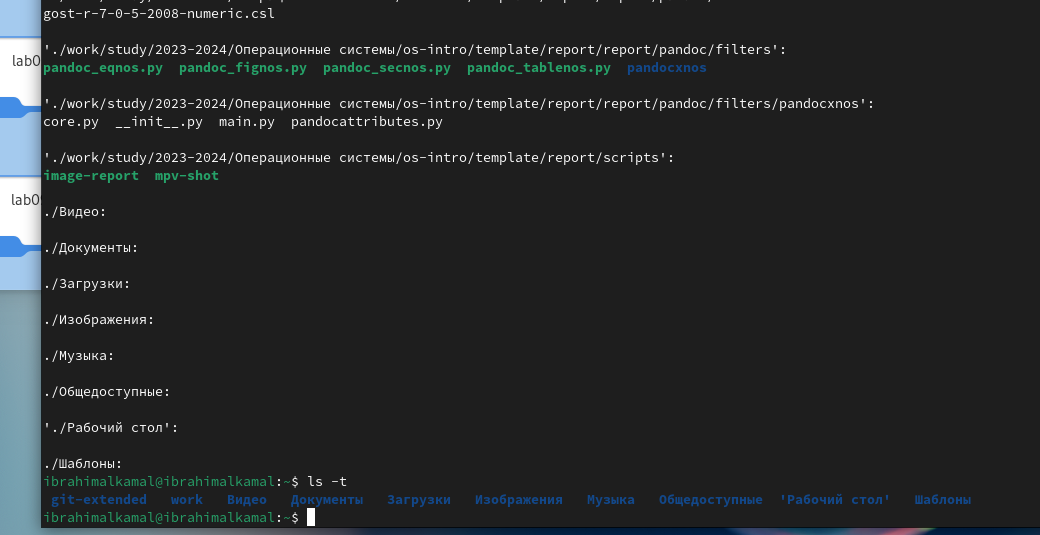 gost-r-7-0-5-2008-numeric.csl
'./work/study/2023-2024/Операционные системы/os-intro/template/report/report/pandoc/filters':
pandoc_eqnos.py  pandoc_fignos.py  pandoc_secnos.py  pandoc_tablenos.py  pandocxnos
'./work/study/2023-2024/Операционные системы/os-intro/template/report/report/pandoc/filters/pandocxnos':
core.py  __init__.py  main.py  pandocattributes.py
'./work/study/2023-2024/Операционные системы/os-intro/template/report/scripts':
image-report  mpv-shot
./Видео:
./Документы:
./Загрузки:
./Изображения:
./Музыка:
./Общедоступные:
'./Рабочий стол':
./Шаблоны:
ibrahimalkamal@ibrahimalkamal:~$ ls -t
git-extended  work  Видео  Документы  Загрузки  Изображения  Музыка  Общедоступные  'Рабочий стол'  Шаблоны
ibrahimalkamal@ibrahimalkamal:~$
lab0
lab0